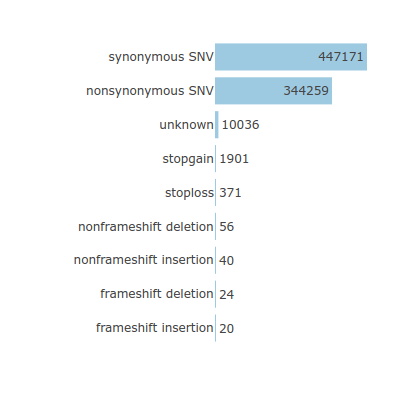 synonymous SNV 447171
nonsynonymous SNV 344259
unknown 10036
stopgain 1901
stoploss 371
nonframeshift deletion 56
nonframeshift insertion 40
frameshift deletion 24
frameshift insertion 20